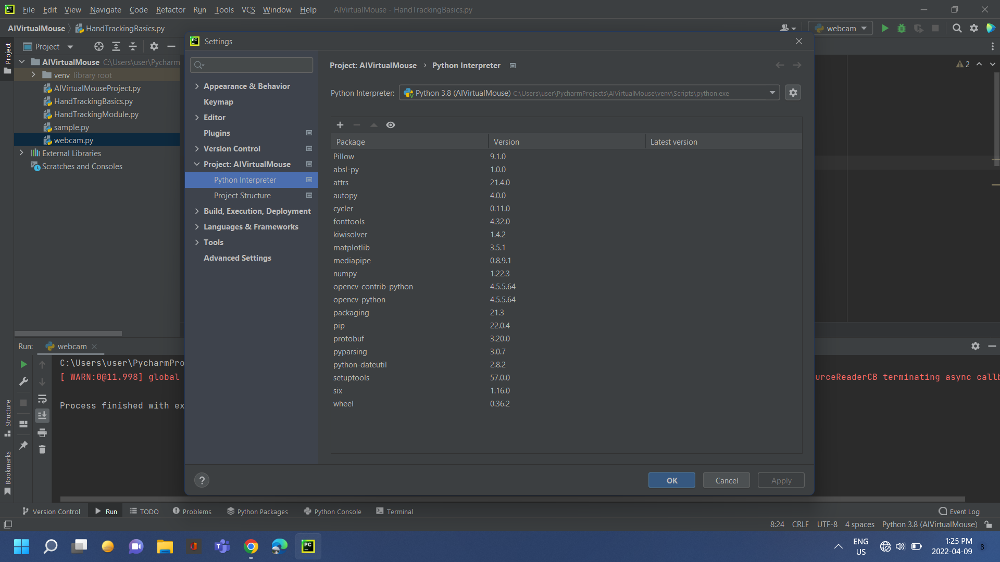 File Edit View Navigate Code Refactor Run Tools VCS Window Help AIVirtualMouse - HandTrackingBasics.py
AIVirtualMouse HandTrackingBasics.py webcam
Project
Project
AIVirtualMouse C:\Users\user\Pycharm
venv library root
AIVirtualMouseProject.py
HandTrackingBasics.py
HandTrackingModule.py
sample.py
webcam.py
External Libraries
Scratches and Consoles
2
Settings
Appearance & Behavior
Keymap
Editor
Plugins
Version Control
Project: AIVirtualMouse
Python Interpreter
Project Structure
Build, Execution, Deployment
Languages & Frameworks
Tools
Advanced Settings
Project: AIVirtualMouse › Python Interpreter
Python Interpreter: Python 3.8 (AIVirtualMouse) C:\Users\user\PycharmProjects\AIVirtualMouse\venv\Scripts\python.exe
Package Version Latest version
Pillow 9.1.0
absl-py 1.0.0
attrs 21.4.0
autopy 4.0.0
cycler 0.11.0
fonttools 4.32.0
kiwisolver 1.4.2
matplotlib 3.5.1
mediapipe 0.8.9.1
numpy 1.22.3
opencv-contrib-python 4.5.5.64
opencv-python 4.5.5.64
packaging 21.3
pip 22.0.4
protobuf 3.20.0
pyparsing 3.0.7
python-dateutil 2.8.2
setuptools 57.0.0
six 1.16.0
wheel 0.36.2
? OK Cancel Apply
Run: webcam
C:\Users\user\PycharmPro
[ WARN:0@11.998] global urceReaderCB terminating async callb
Process finished with ex
Structure
Bookmarks
Version Control Run TODO Problems Python Packages Python Console Terminal Event Log
8:24 CRLF UTF-8 4 spaces Python 3.8 (AIVirtualMouse)
ENG
US
1:25 PM
2022-04-09
8